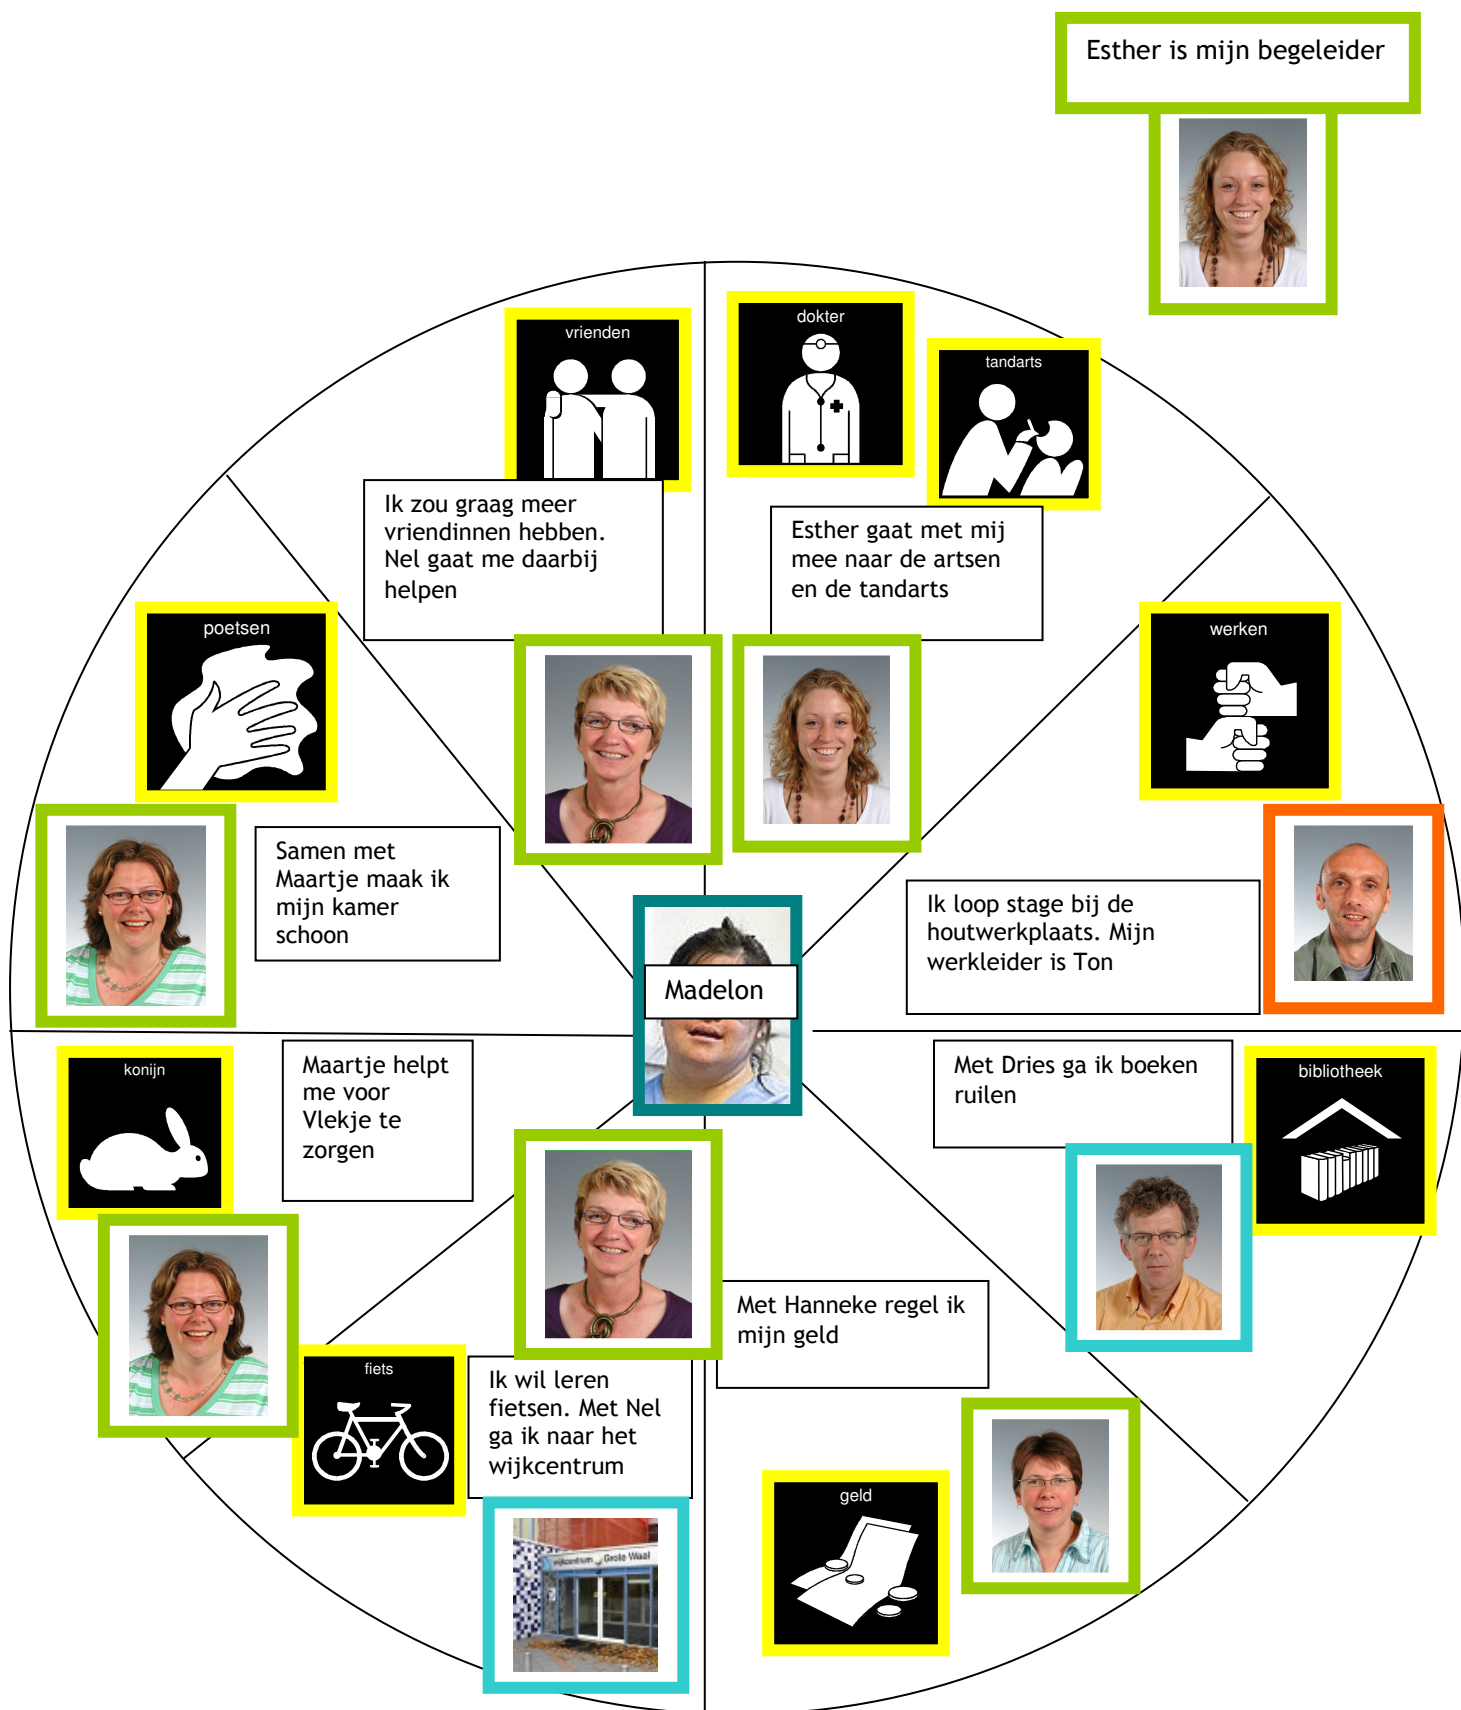 Esther is mijn begeleider
vrienden
Ik zou graag meer
vriendinnen hebben.
Nel gaat me daarbij
helpen
dokter
tandarts
Esther gaat met mij
mee naar de artsen
en de tandarts
poetsen
Samen met
Maartje maak ik
mijn kamer
schoon
werken
Ik loop stage bij de
houtwerkplaats. Mijn
werkleider is Ton
Madelon
konijn
Maartje helpt
me voor
Vlekje te
zorgen
Met Dries ga ik boeken
ruilen
bibliotheek
fiets
Ik wil leren
fietsen. Met Nel
ga ik naar het
wijkcentrum
wijkcentrum Grote Waal
Met Hanneke regel ik
mijn geld
geld